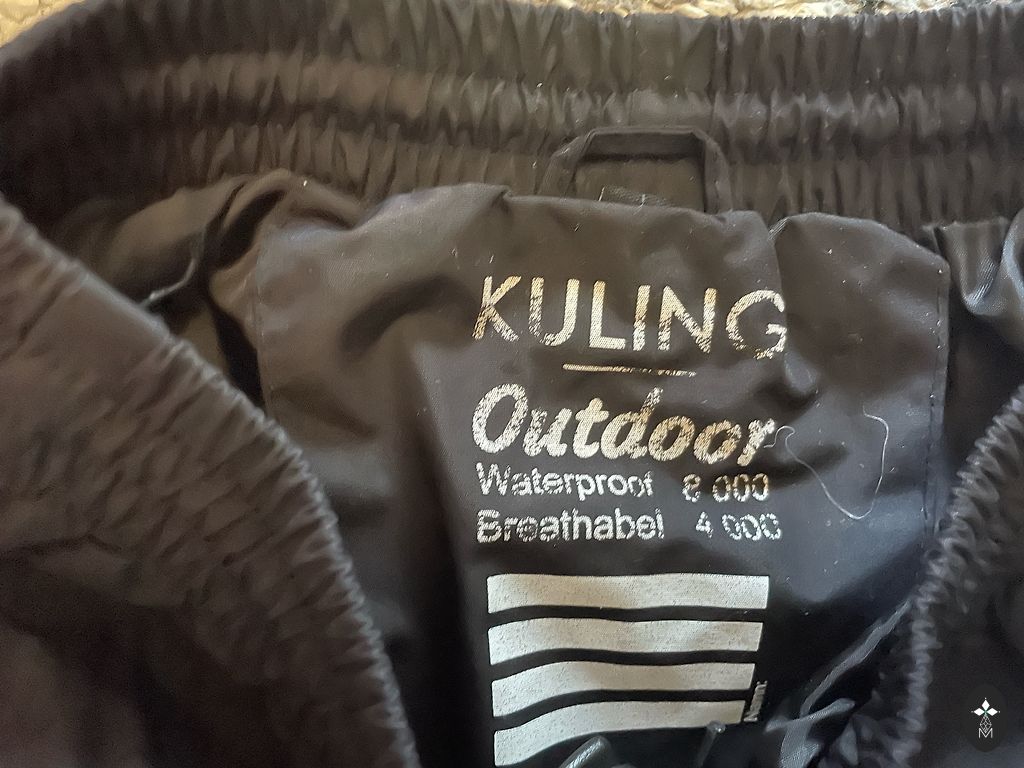 KULING
Outdoor
Waterproof 8 000
Breathabel 4 000